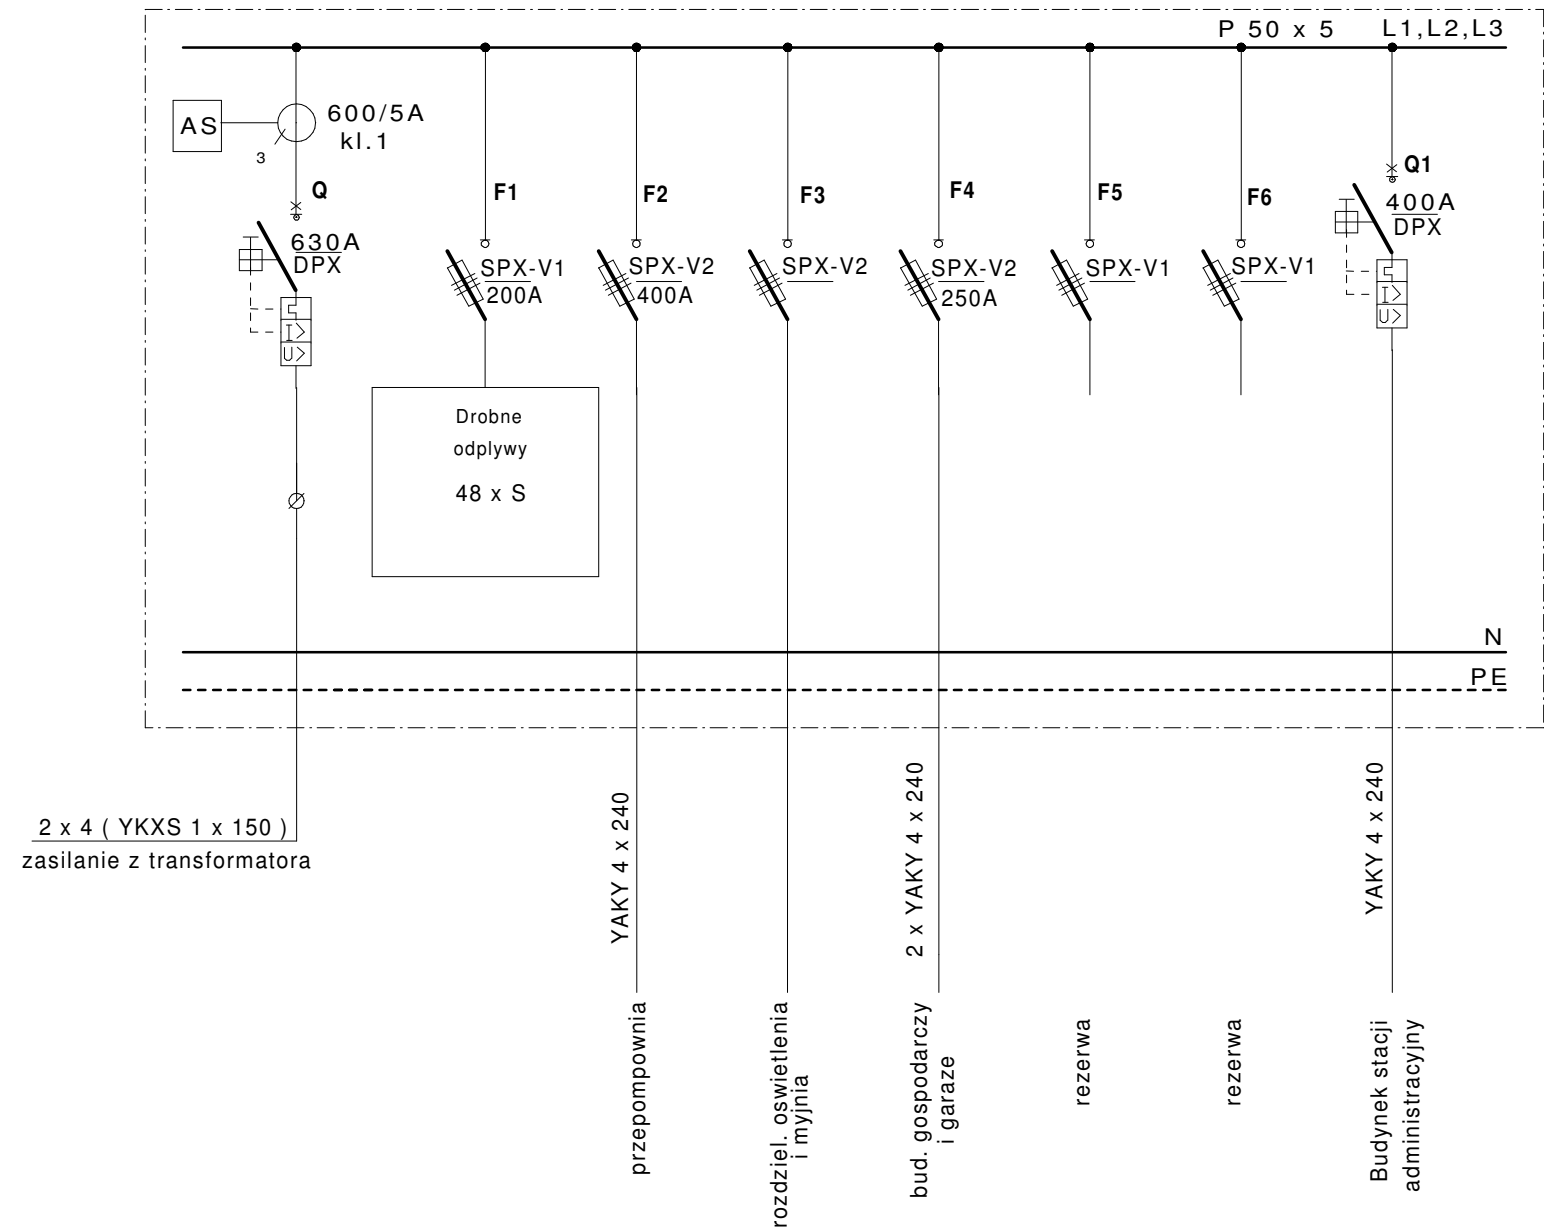 P 50 x 5
L1,L2,L3
AS
600/5A
kl.1
3
Q
630A
DPX
I>
U>
F1
SPX-V1
200A
F2
SPX-V2
400A
F3
SPX-V2
F4
SPX-V2
250A
F5
SPX-V1
F6
SPX-V1
Q1
400A
DPX
I>
U>
Drobne
odplywy
48 x S
N
PE
2 x 4 ( YKXS 1 x 150 )
zasilanie z transformatora
YAKY 4 x 240
przepompownia
rozdziel. oswietlenia
i myjnia
2 x YAKY 4 x 240
bud. gospodarczy
i garaze
rezerwa
rezerwa
YAKY 4 x 240
Budynek stacji
administracyjny